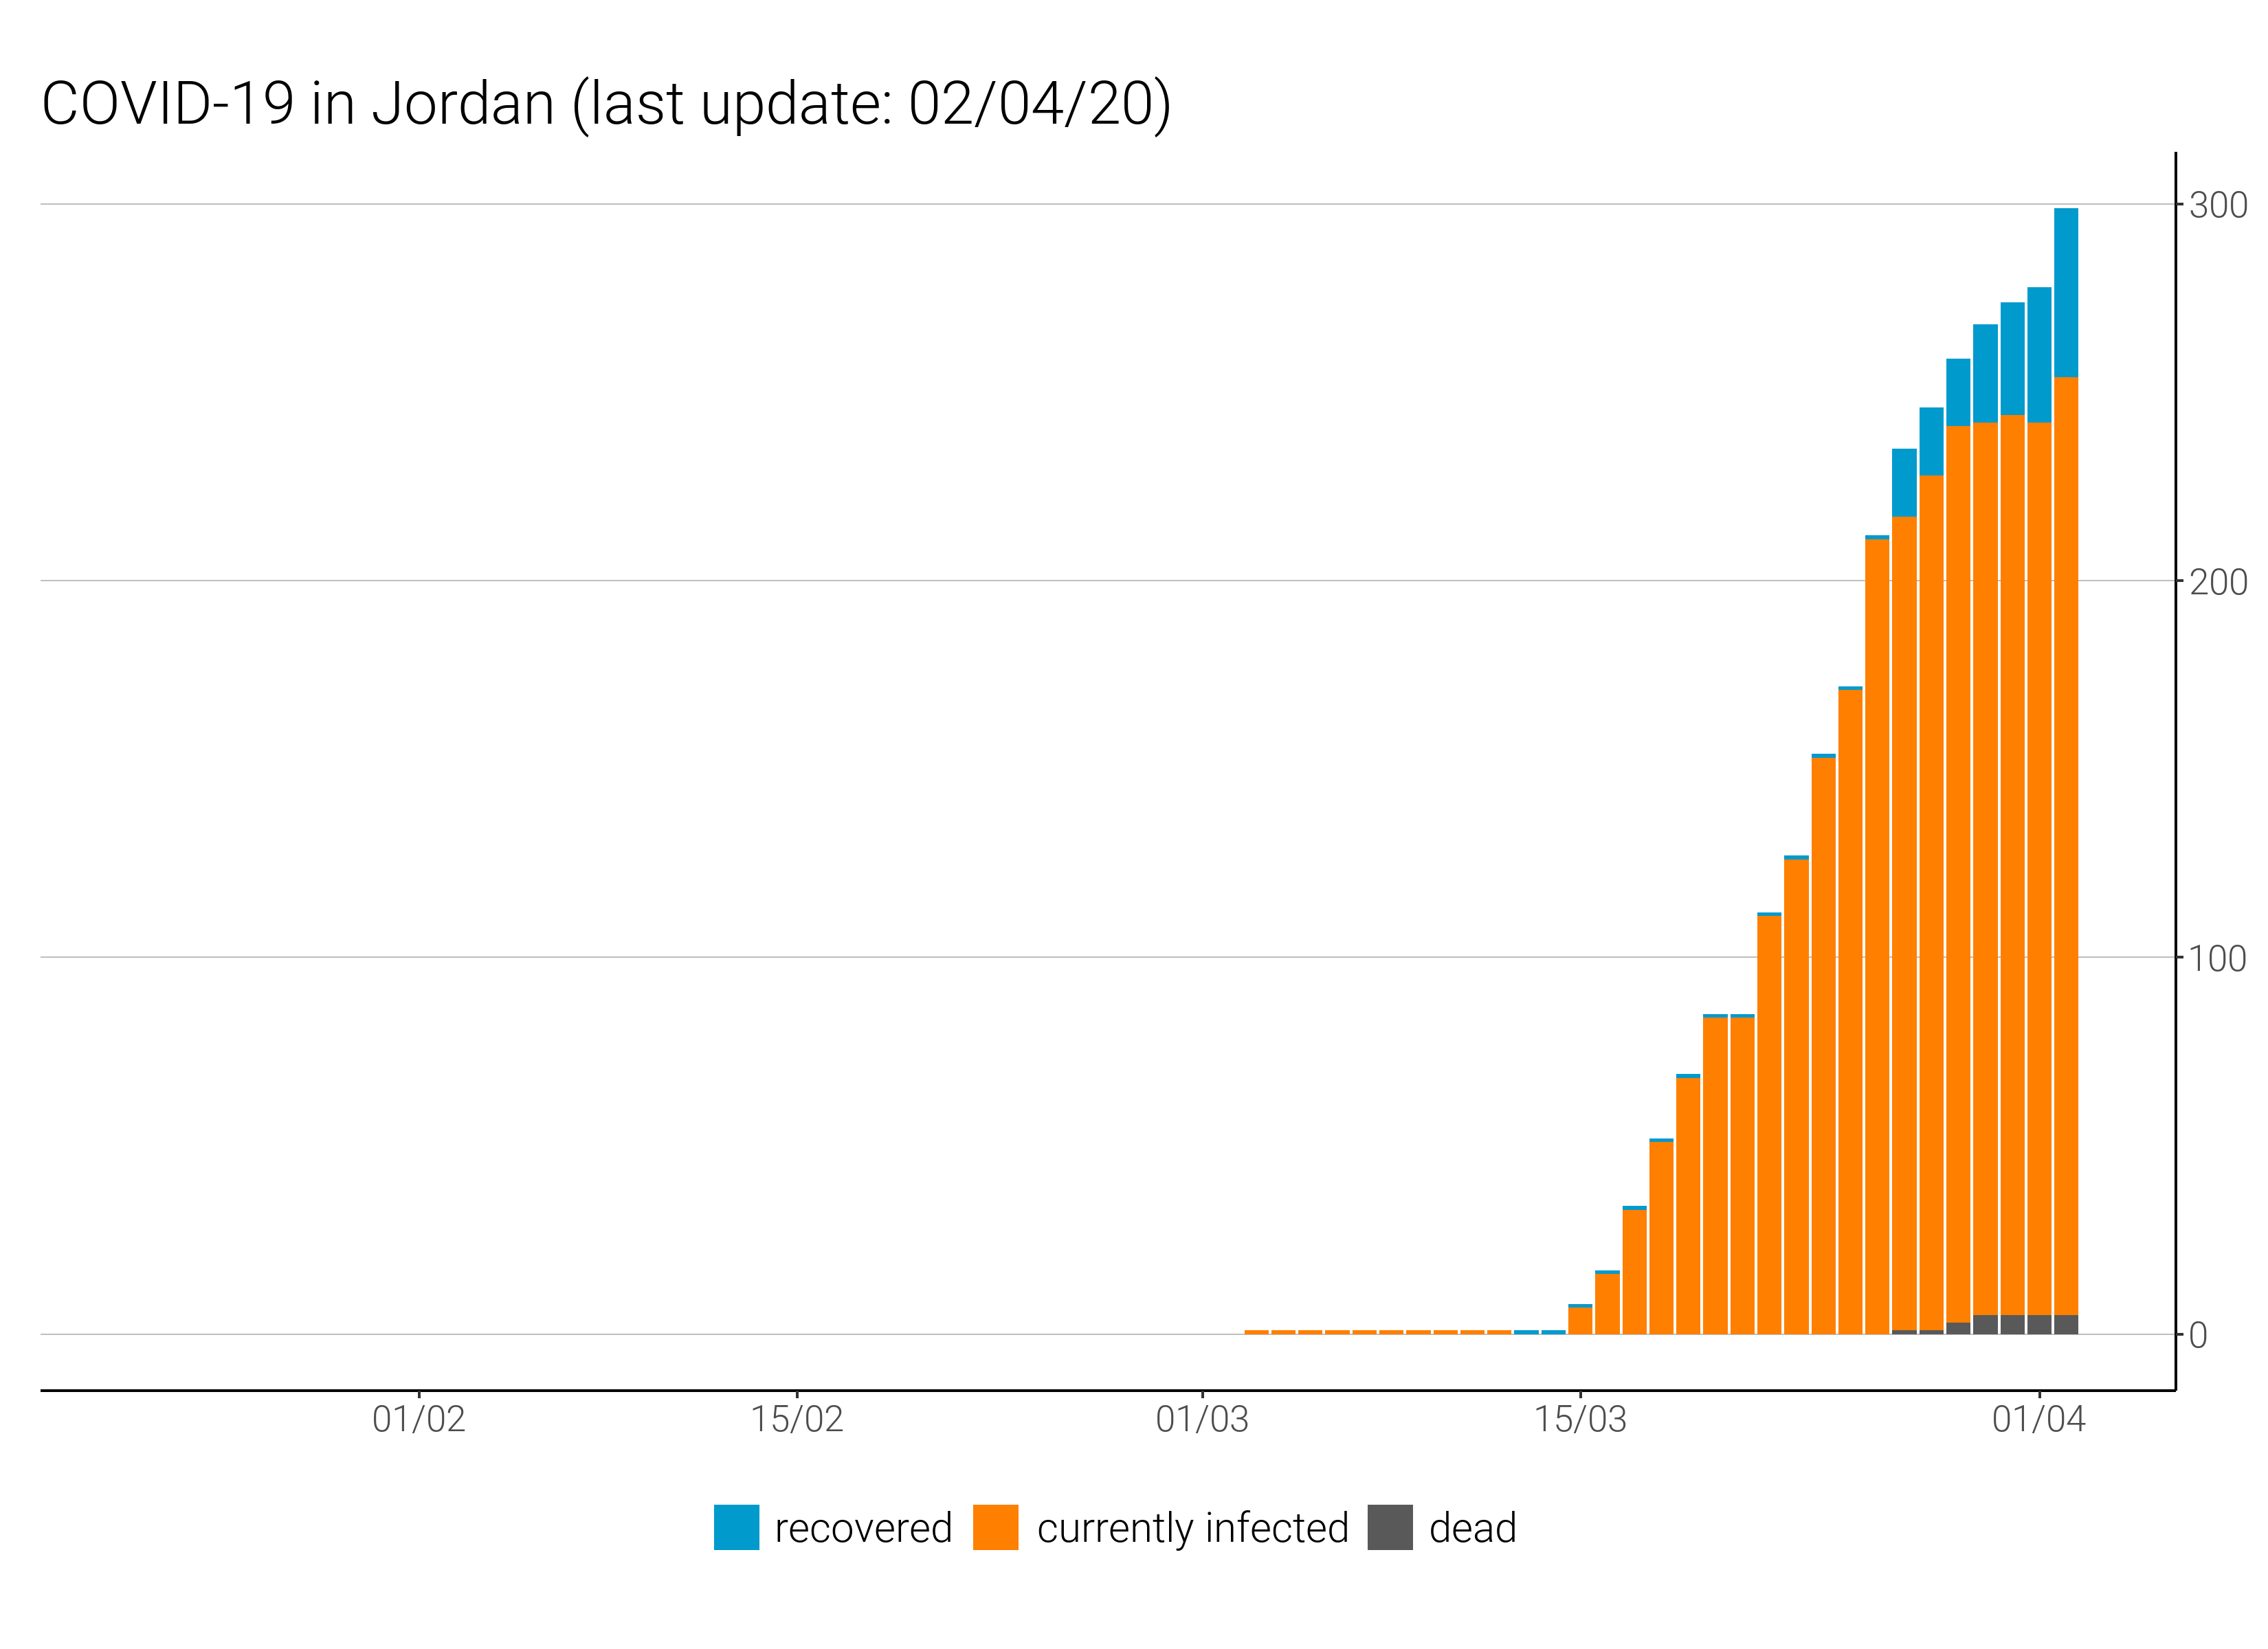 COVID-19 in Jordan (last update: 02/04/20)
300
200
100
0
01/02 15/02 01/03 15/03 01/04
recovered currently infected dead